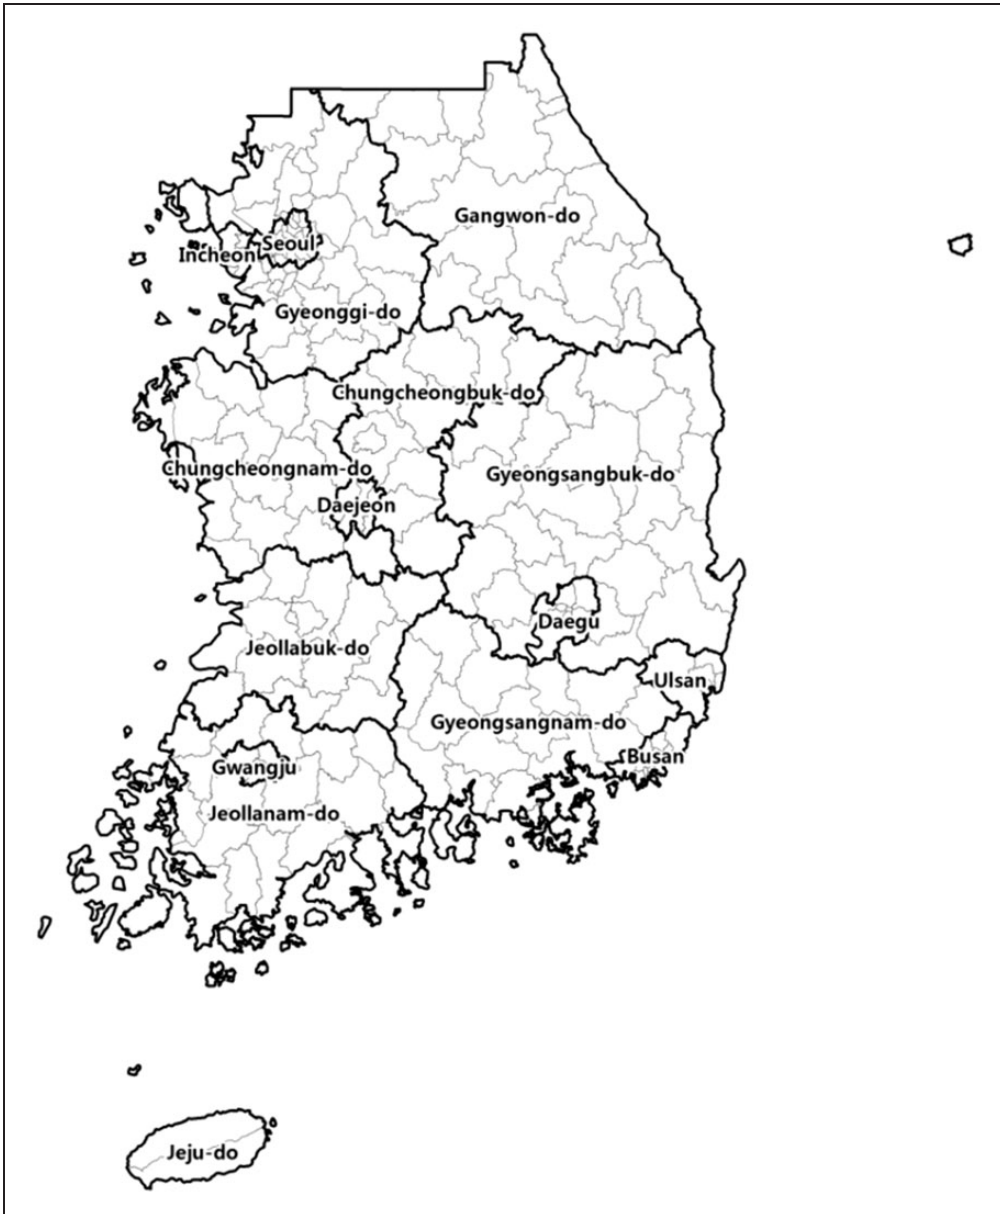 Gangwon-do
Seoul
Incheon
Gyeonggi-do
Chungcheongbuk-do
Chungcheongnam-do
Gyeongsangbuk-do
Daejeon
Daegu
Jeollabuk-do
Ulsan
Gyeongsangnam-do
Busan
Gwangju
Jeollanam-do
Jeju-do